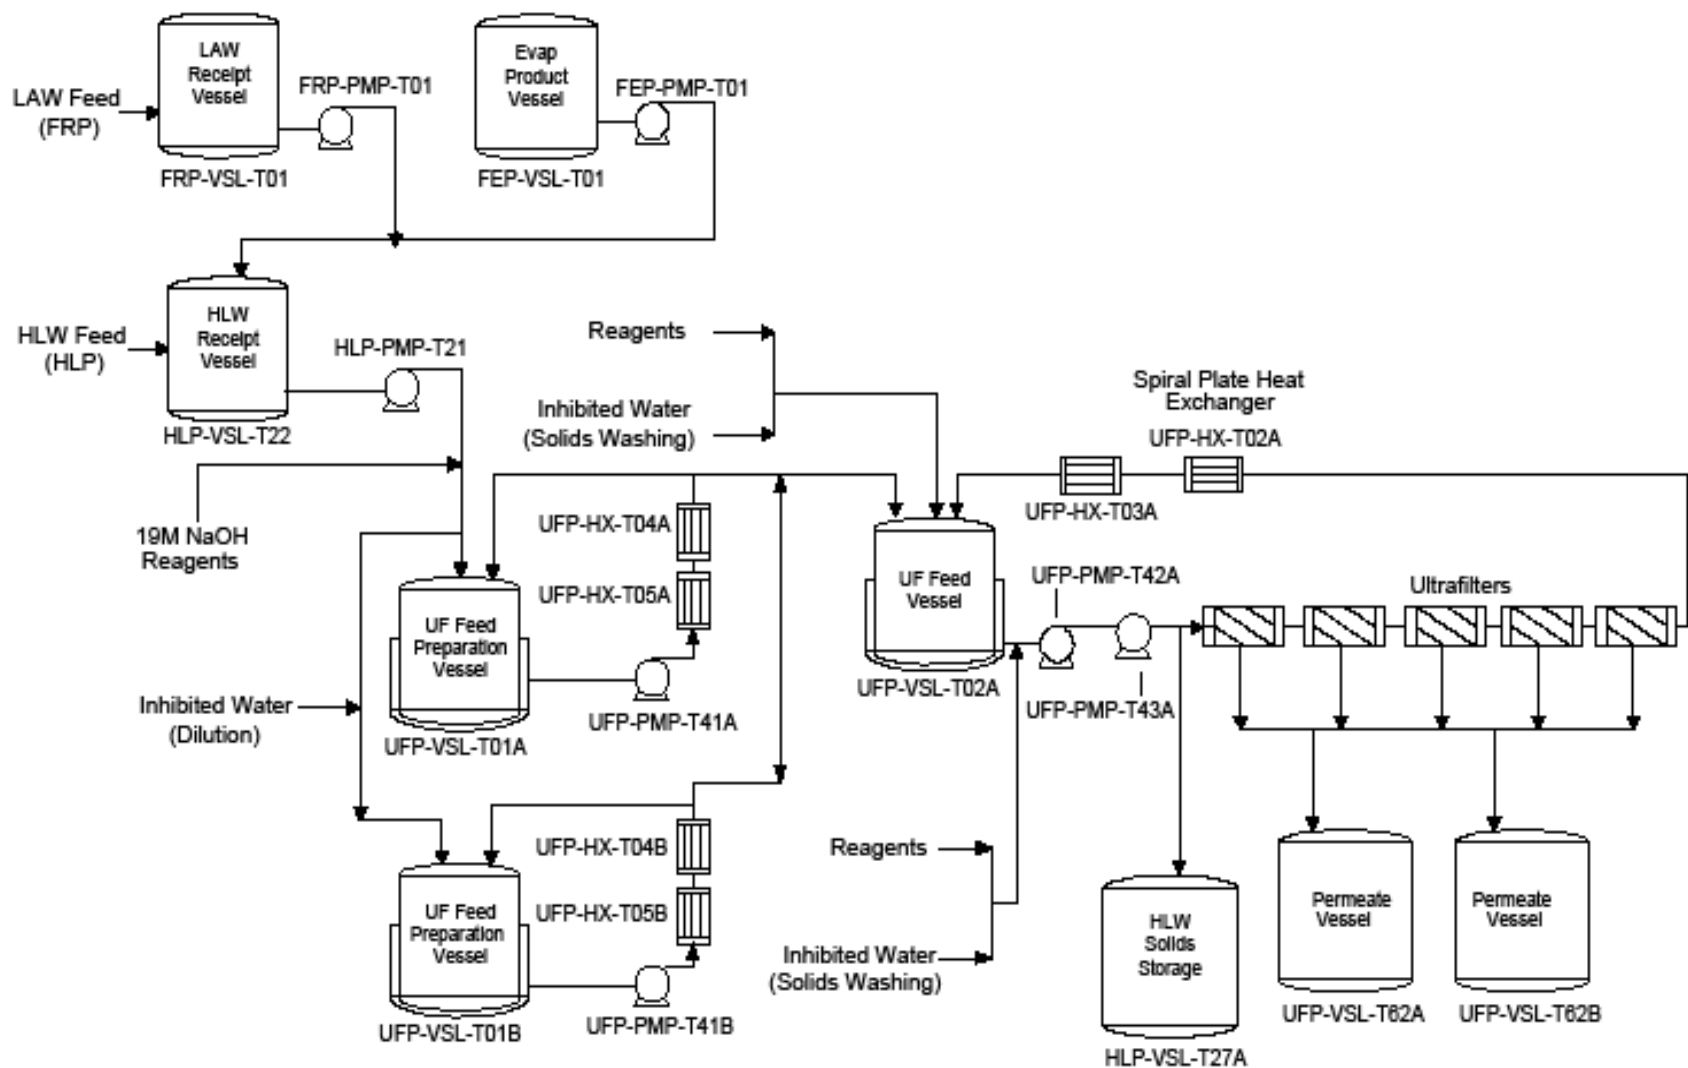 LAW
Receipt
Vessel
Evap
Product
Vessel
FRP-PMP-T01
FEP-PMP-T01
LAW Feed
(FRP)
FRP-VSL-T01
FEP-VSL-T01
HLW
Receipt
Vessel
HLW Feed
(HLP)
HLP-PMP-T21
HLP-VSL-T22
Reagents
Inhibited Water
(Solids Washing)
Spiral Plate Heat
Exchanger
UFP-HX-T02A
UFP-HX-T03A
19M NaOH
Reagents
UFP-HX-T04A
UFP-HX-T05A
UF Feed
Preparation
Vessel
UFP-PMP-T41A
UFP-VSL-T01A
UF Feed
Vessel
UFP-VSL-T02A
UFP-PMP-T42A
UFP-PMP-T43A
Ultrafilters
Inhibited Water
(Dilution)
UFP-HX-T04B
UFP-HX-T05B
UF Feed
Preparation
Vessel
UFP-PMP-T41B
UFP-VSL-T01B
Reagents
Inhibited Water
(Solids Washing)
HLW
Solids
Storage
HLP-VSL-T27A
Permeate
Vessel
UFP-VSL-T62A
Permeate
Vessel
UFP-VSL-T62B